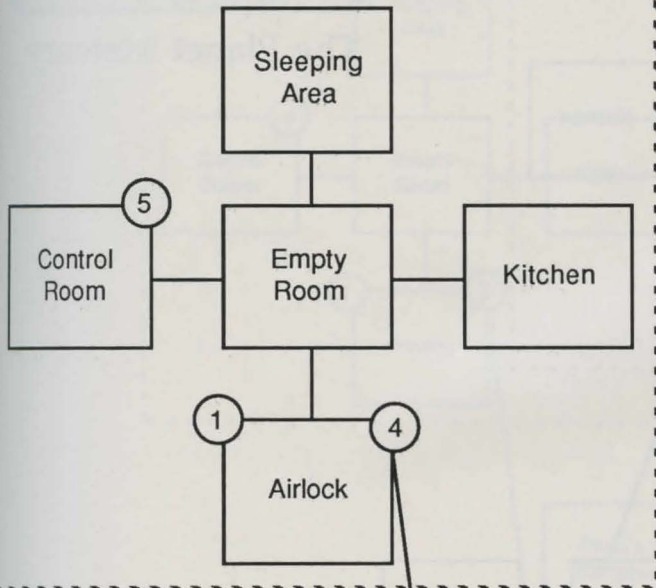 Sleeping
Area
5
Control
Room
Empty
Room
Kitchen
1
4
Airlock